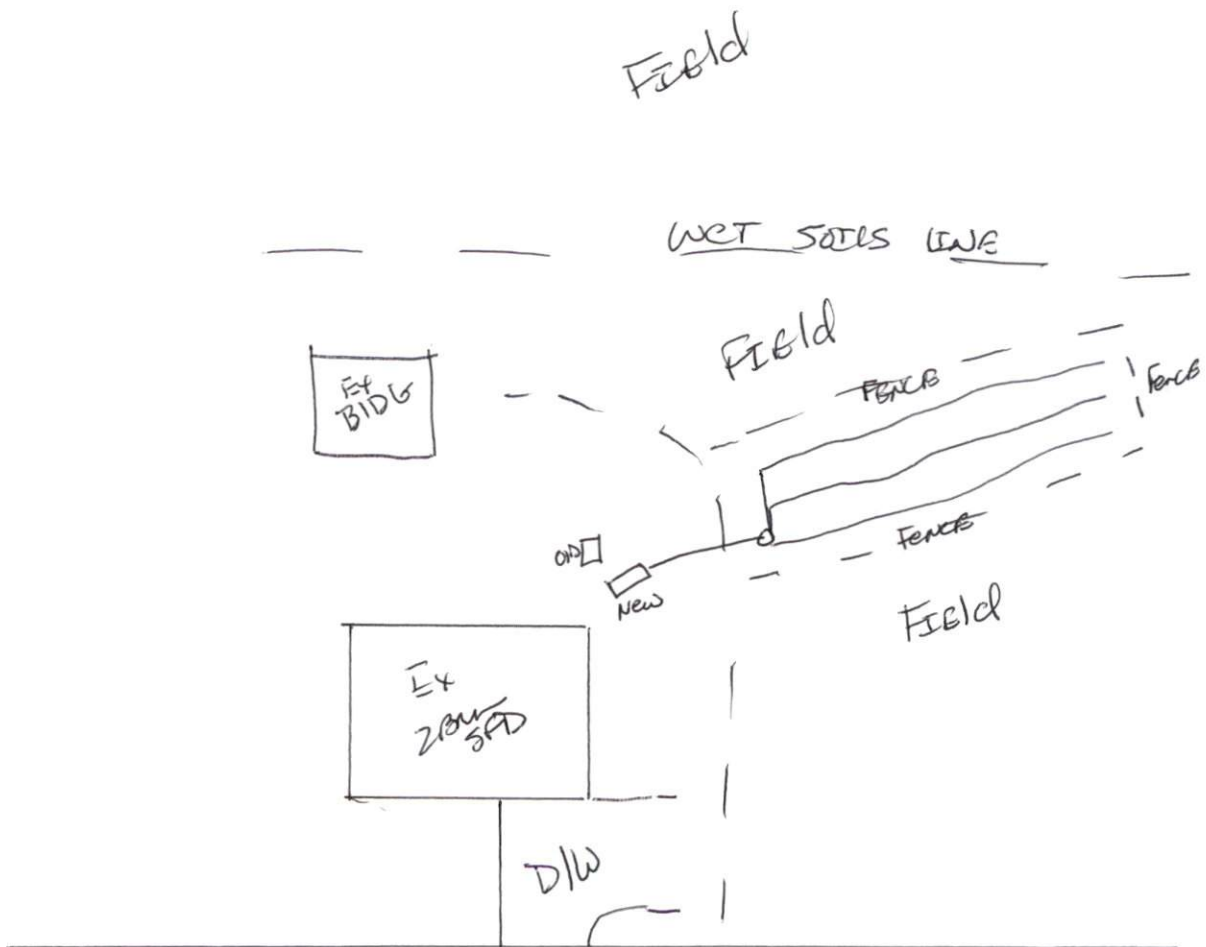 Field
WET SOILS LINE
Field
FENCE
Fence
Ex
BLDG
OLD
New
Fence
Field
Ex
2BR
SFD
D/W